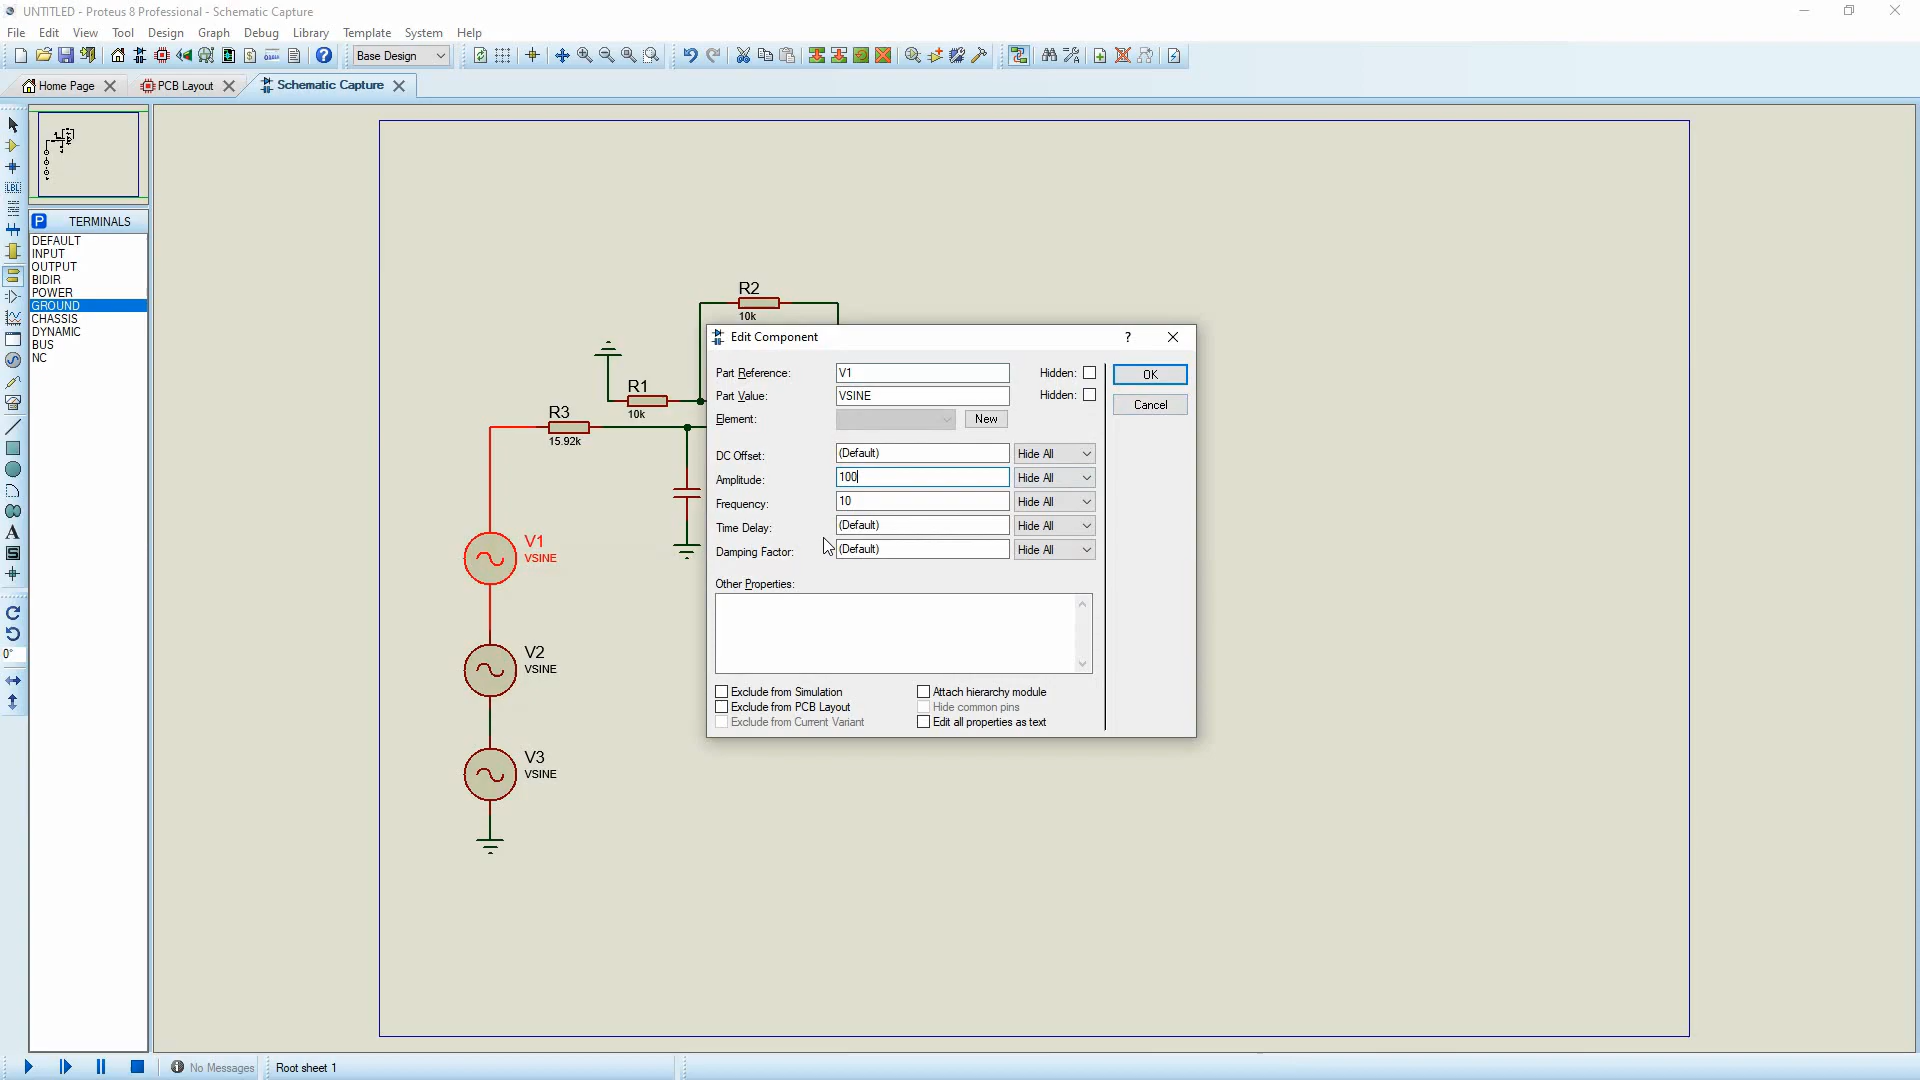 UNTITLED - Proteus 8 Professional - Schematic Capture
File Edit View Tool Design Graph Debug Library Template System Help
Base Design
Home Page PCB Layout Schematic Capture
P TERMINALS
DEFAULT
INPUT
OUTPUT
BIDIR
POWER
GROUND
CHASSIS
DYNAMIC
BUS
NC
LBL
A
S
0°
R2
10k
R1
10k
R3
15.92k
V1
VSINE
V2
VSINE
V3
VSINE
Edit Component ?
Part Reference: V1 Hidden:
Part Value: VSINE Hidden:
Element: New
DC Offset: (Default) Hide All
Amplitude: 100 Hide All
Frequency: 10 Hide All
Time Delay: (Default) Hide All
Damping Factor: (Default) Hide All
Other Properties:
Exclude from Simulation Attach hierarchy module
Exclude from PCB Layout Hide common pins
Exclude from Current Variant Edit all properties as text
OK
Cancel
No Messages Root sheet 1